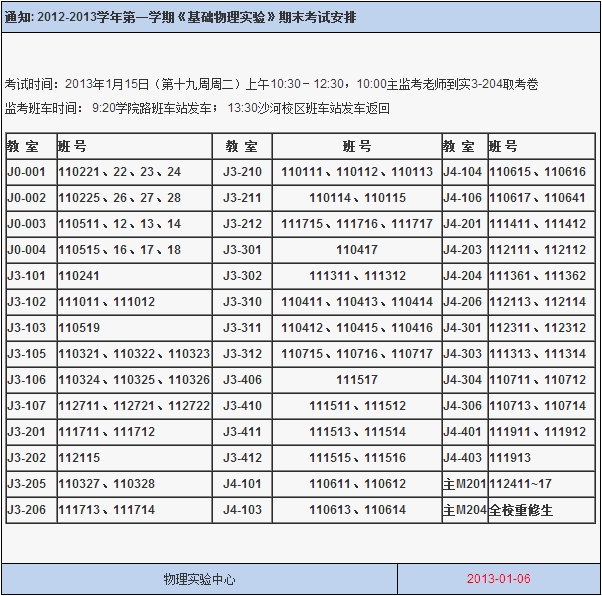 通知: 2012-2013学年第一学期《基础物理实验》期末考试安排
考试时间：2013年1月15日（第十九周周二）上午10:30－12:30，10:00主监考老师到实3-204取考卷
监考班车时间： 9:20学院路班车站发车； 13:30沙河校区班车站发车返回
教 室 班 号 教 室 班 号 教 室 班 号
J0-001 110221、22、23、24 J3-210 110111、110112、110113 J4-104 110615、110616
J0-002 110225、26、27、28 J3-211 110114、110115 J4-106 110617、110641
J0-003 110511、12、13、14 J3-212 111715、111716、111717 J4-201 111411、111412
J0-004 110515、16、17、18 J3-301 110417 J4-203 112111、112112
J3-101 110241 J3-302 111311、111312 J4-204 111361、111362
J3-102 111011、111012 J3-310 110411、110413、110414 J4-206 112113、112114
J3-103 110519 J3-311 110412、110415、110416 J4-301 112311、112312
J3-105 110321、110322、110323 J3-312 110715、110716、110717 J4-303 111313、111314
J3-106 110324、110325、110326 J3-406 111517 J4-304 110711、110712
J3-107 112711、112721、112722 J3-410 111511、111512 J4-306 110713、110714
J3-201 111711、111712 J3-411 111513、111514 J4-401 111911、111912
J3-202 112115 J3-412 111515、111516 J4-403 111913
J3-205 110327、110328 J4-101 110611、110612 主M201 112411~17
J3-206 111713、111714 J4-103 110613、110614 主M204 全校重修生
物理实验中心 2013-01-06